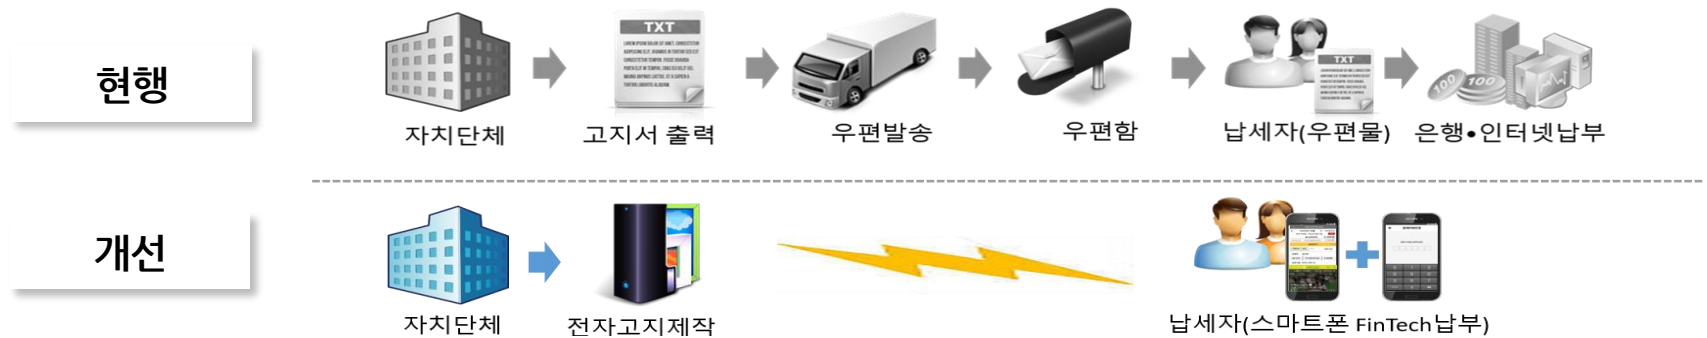 현행
TXT
TXT
100
100
자치단체
고지서 출력
우편발송
우편함
납세자(우편물)
은행•인터넷납부
개선
자치단체
전자고지제작
납세자(스마트폰 FinTech납부)